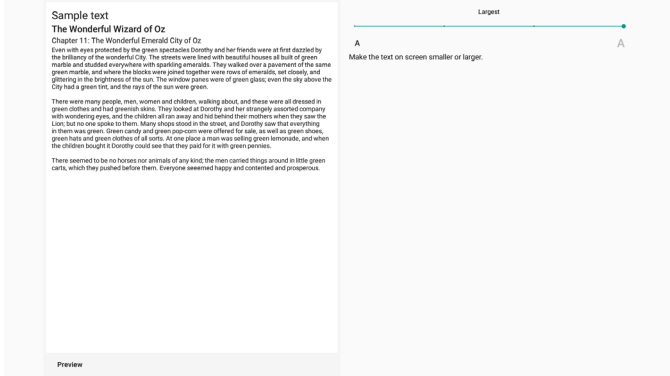 Sample text
The Wonderful Wizard of Oz
Chapter 11: The Wonderful Emerald City of Oz
Even with eyes protected by the green spectacles Dorothy and her friends were at first dazzled by
the brilliancy of the wonderful City. The streets were lined with beautiful houses all built of green
marble and studded everywhere with sparkling emeralds. They walked over a pavement of the same
green marble, and where the blocks were joined together were rows of emeralds, set closely, and
glittering in the brightness of the sun. The window panes were of green glass; even the sky above the
City had a green tint, and the rays of the sun were green.
There were many people, men, women and children, walking about, and these were all dressed in
green clothes and had greenish skins. They looked at Dorothy and her strangely assorted company
with wondering eyes, and the children all ran away and hid behind their mothers when they saw the
Lion; but no one spoke to them. Many shops stood in the street, and Dorothy saw that everything
in them was green. Green candy and green pop-corn were offered for sale, as well as green shoes,
green hats and green clothes of all sorts. At one place a man was selling green lemonade, and when
the children bought it Dorothy could see that they paid for it with green pennies.
There seemed to be no horses nor animals of any kind; the men carried things around in little green
carts, which they pushed before them. Everyone seeemed happy and contented and prosperous.
Preview
Largest
A A
Make the text on screen smaller or larger.